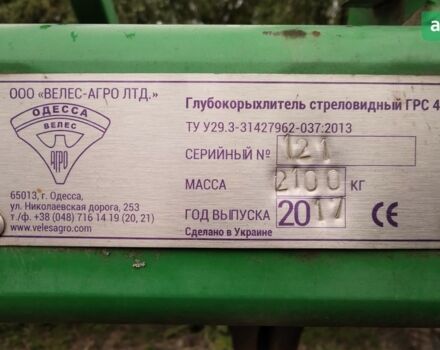 ООО «ВЕЛЕС-АГРО ЛТД.»
ОДЕССА
ВЕЛЕС
АГРО
65013, г. Одесса,
ул. Николаевская дорога, 253
т./ф. +38 (048) 716 14 19 (20, 21)
www.velesagro.com
Глубокорыхлитель стреловидный ГРС 4
ТУ У29.3-31427962-037:2013
СЕРИЙНЫЙ № 121
МАССА 2100 КГ
ГОД ВЫПУСКА 2017 CE
Сделано в Украине